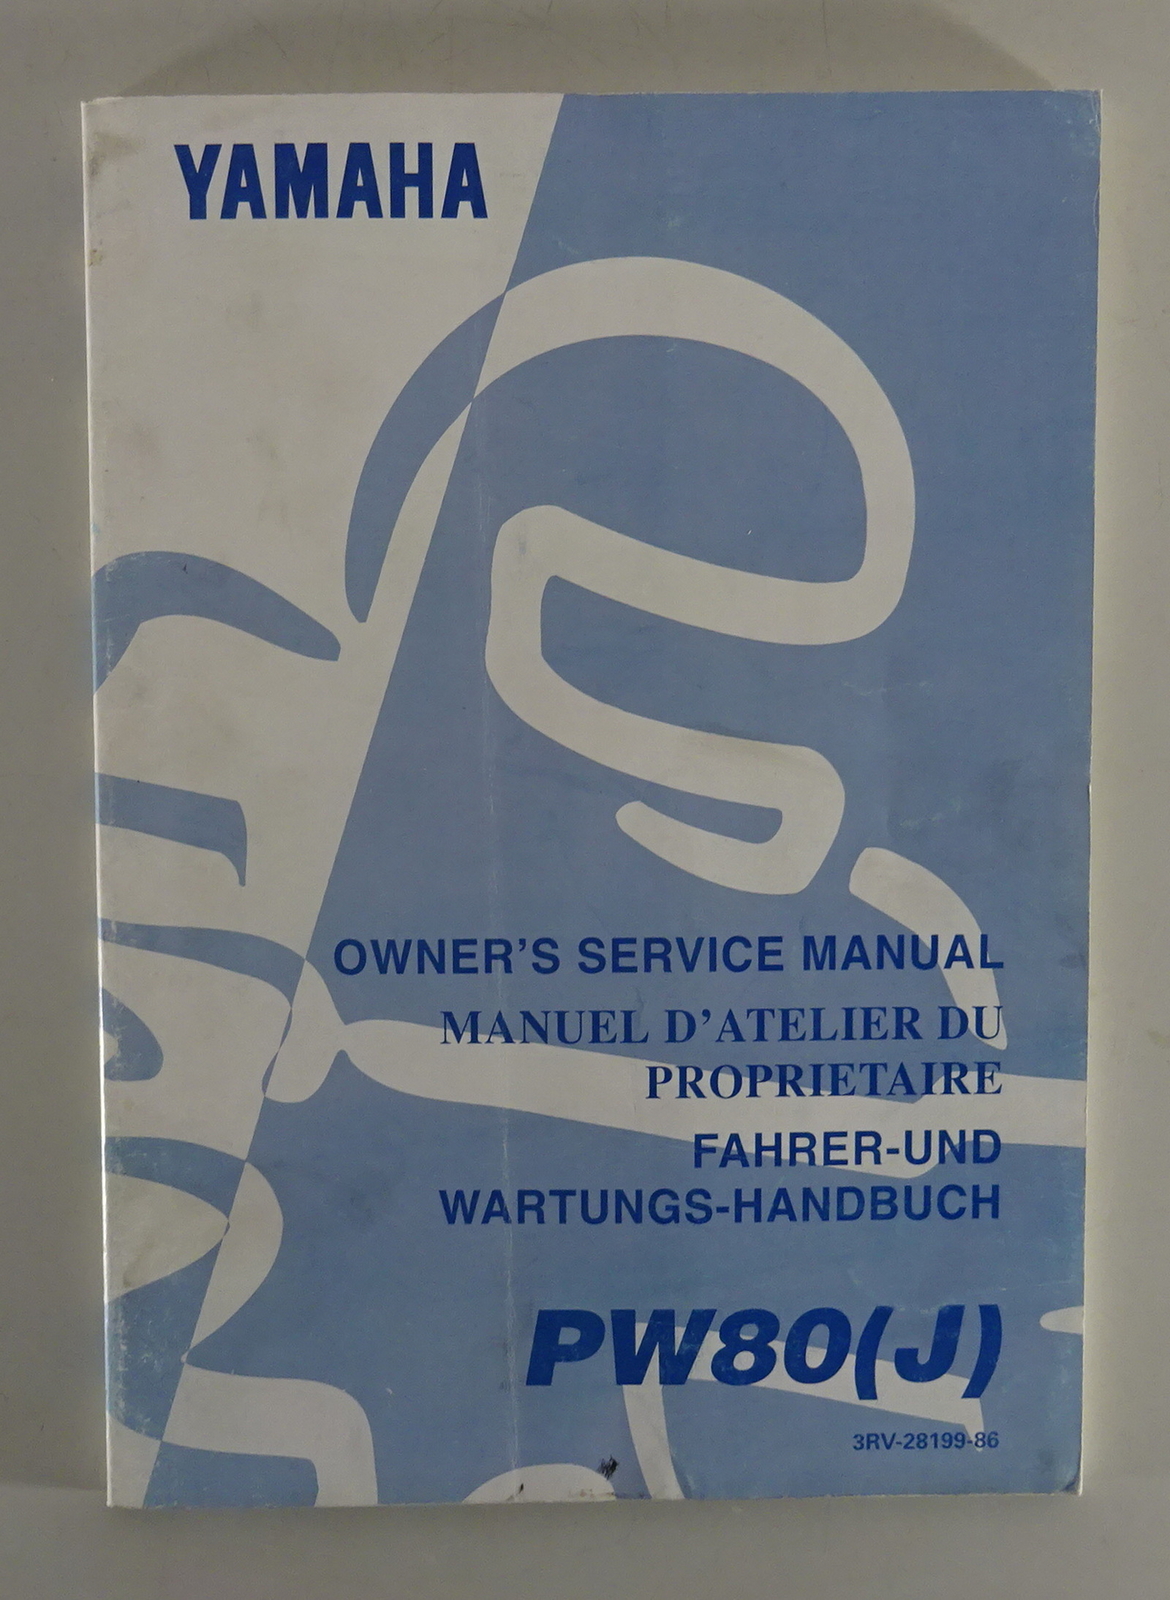 YAMAHA
OWNER'S SERVICE MANUAL
MANUEL D'ATELIER DU
PROPRIETAIRE
FAHRER-UND
WARTUNGS-HANDBUCH
PW80(J)
3RV-28199-86